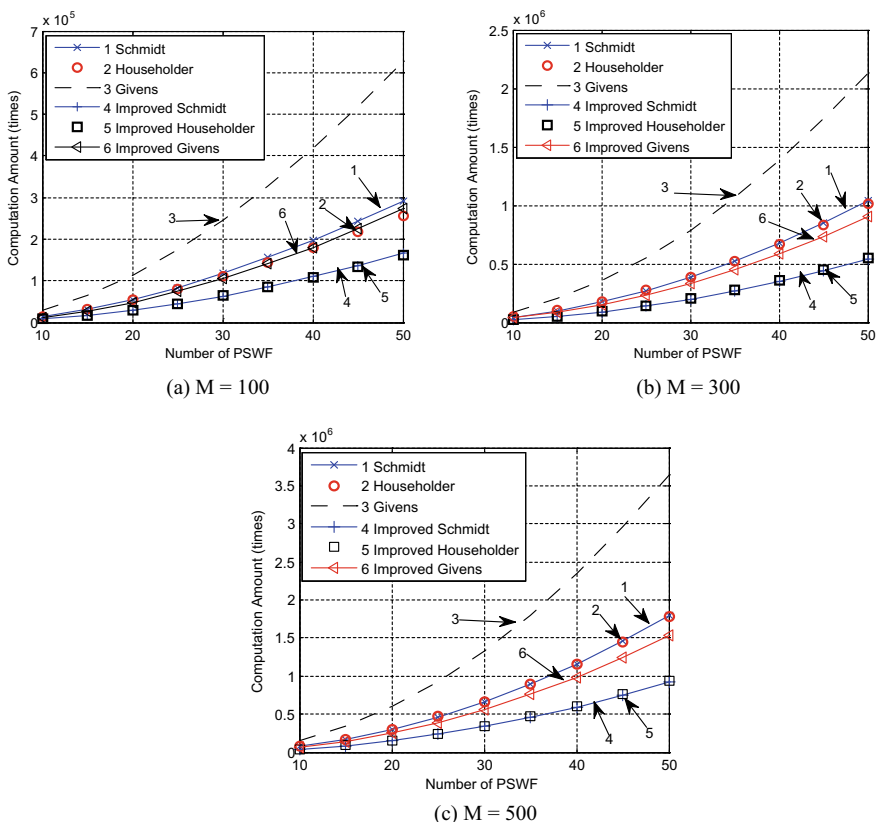 x 10^5
7
6
5
4
3
2
1
0
Computation Amount (times)
10
20
30
40
50
Number of PSWF
1 Schmidt
2 Householder
3 Givens
4 Improved Schmidt
5 Improved Householder
6 Improved Givens
3
6
2
1
4
5
(a) M = 100
x 10^6
2.5
2
1.5
1
0.5
0
Computation Amount (times)
10
20
30
40
50
Number of PSWF
1 Schmidt
2 Householder
3 Givens
4 Improved Schmidt
5 Improved Householder
6 Improved Givens
3
2
1
6
4
5
(b) M = 300
x 10^6
4
3.5
3
2.5
2
1.5
1
0.5
0
Computation Amount (times)
10
20
30
40
50
Number of PSWF
1 Schmidt
2 Householder
3 Givens
4 Improved Schmidt
5 Improved Householder
6 Improved Givens
3
6
2
1
4
5
(c) M = 500